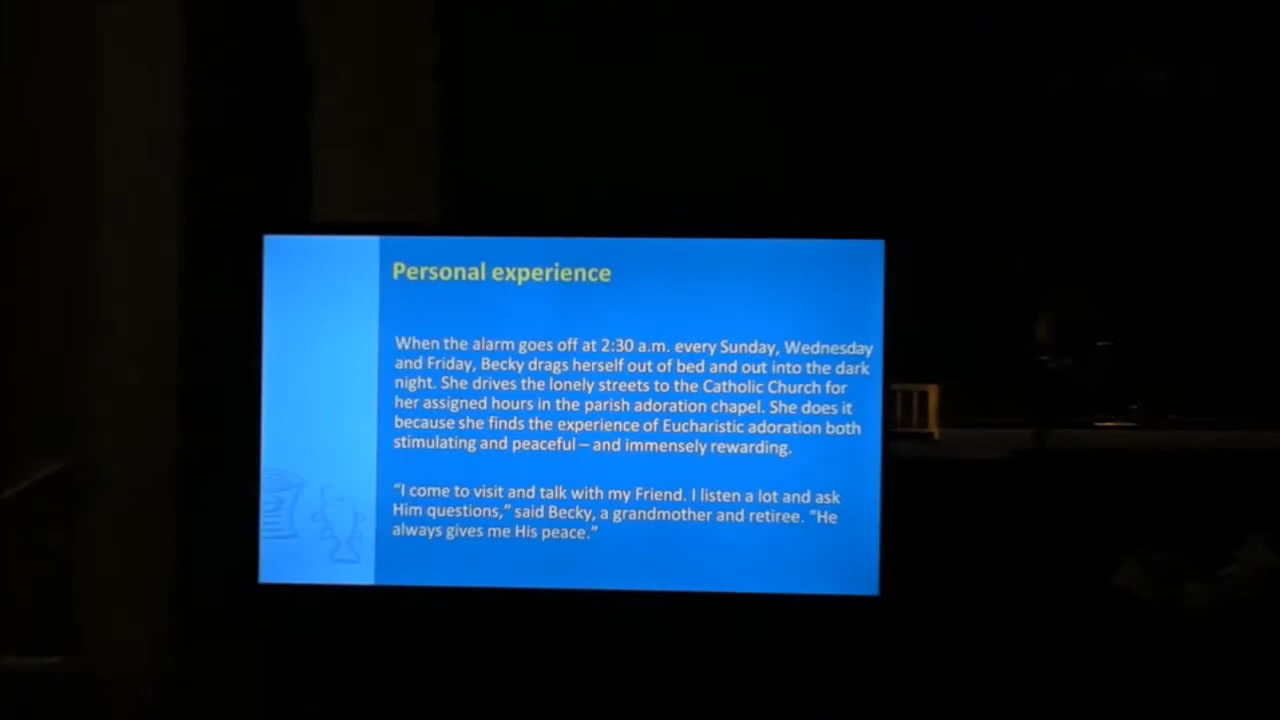 Personal experience
When the alarm goes off at 2:30 a.m. every Sunday, Wednesday
and Friday, Becky drags herself out of bed and out into the dark
night. She drives the lonely streets to the Catholic Church for
her assigned hours in the parish adoration chapel. She does it
because she finds the experience of Eucharistic adoration both
stimulating and peaceful – and immensely rewarding.
“I come to visit and talk with my Friend. I listen a lot and ask
Him questions,” said Becky, a grandmother and retiree. “He
always gives me His peace.”